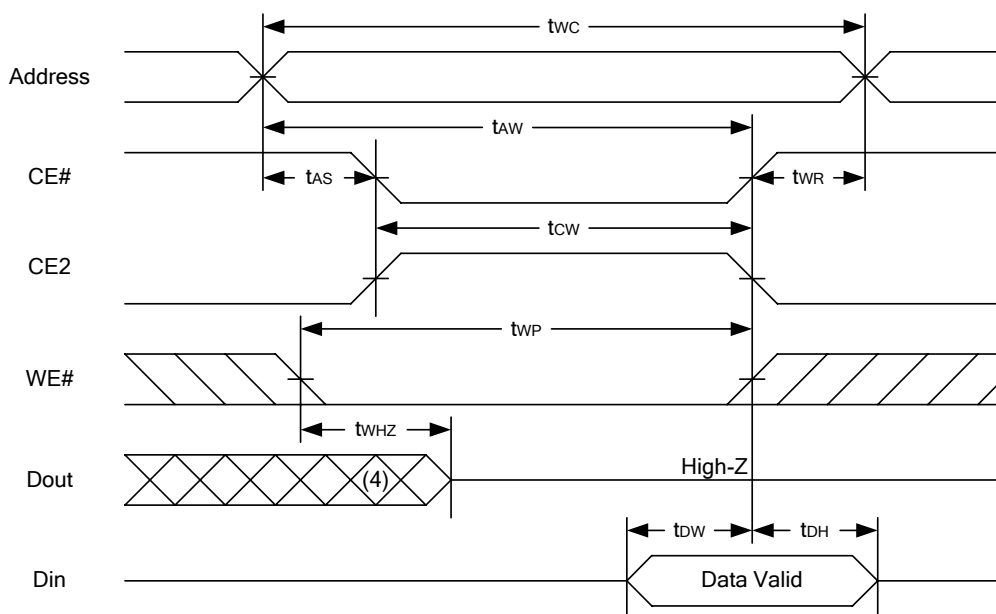 tWC
Address
tAW
CE#
tAS
tWR
tCW
CE2
tWP
WE#
tWHZ
Dout
(4)
High-Z
tDW
tDH
Din
Data Valid